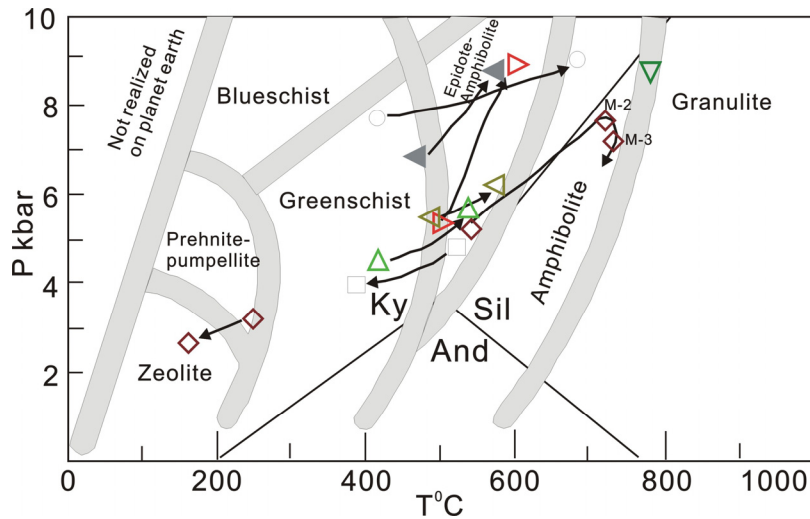 10
8
6
4
2
P kbar
Not realized
on planet earth
Blueschist
Epidote-
Amphibolite
M-2
Granulite
M-3
Greenschist
Prehnite-
pumpellite
Amphibolite
Ky
Sil
And
Zeolite
0
200
400
600
800
1000
T⁰C